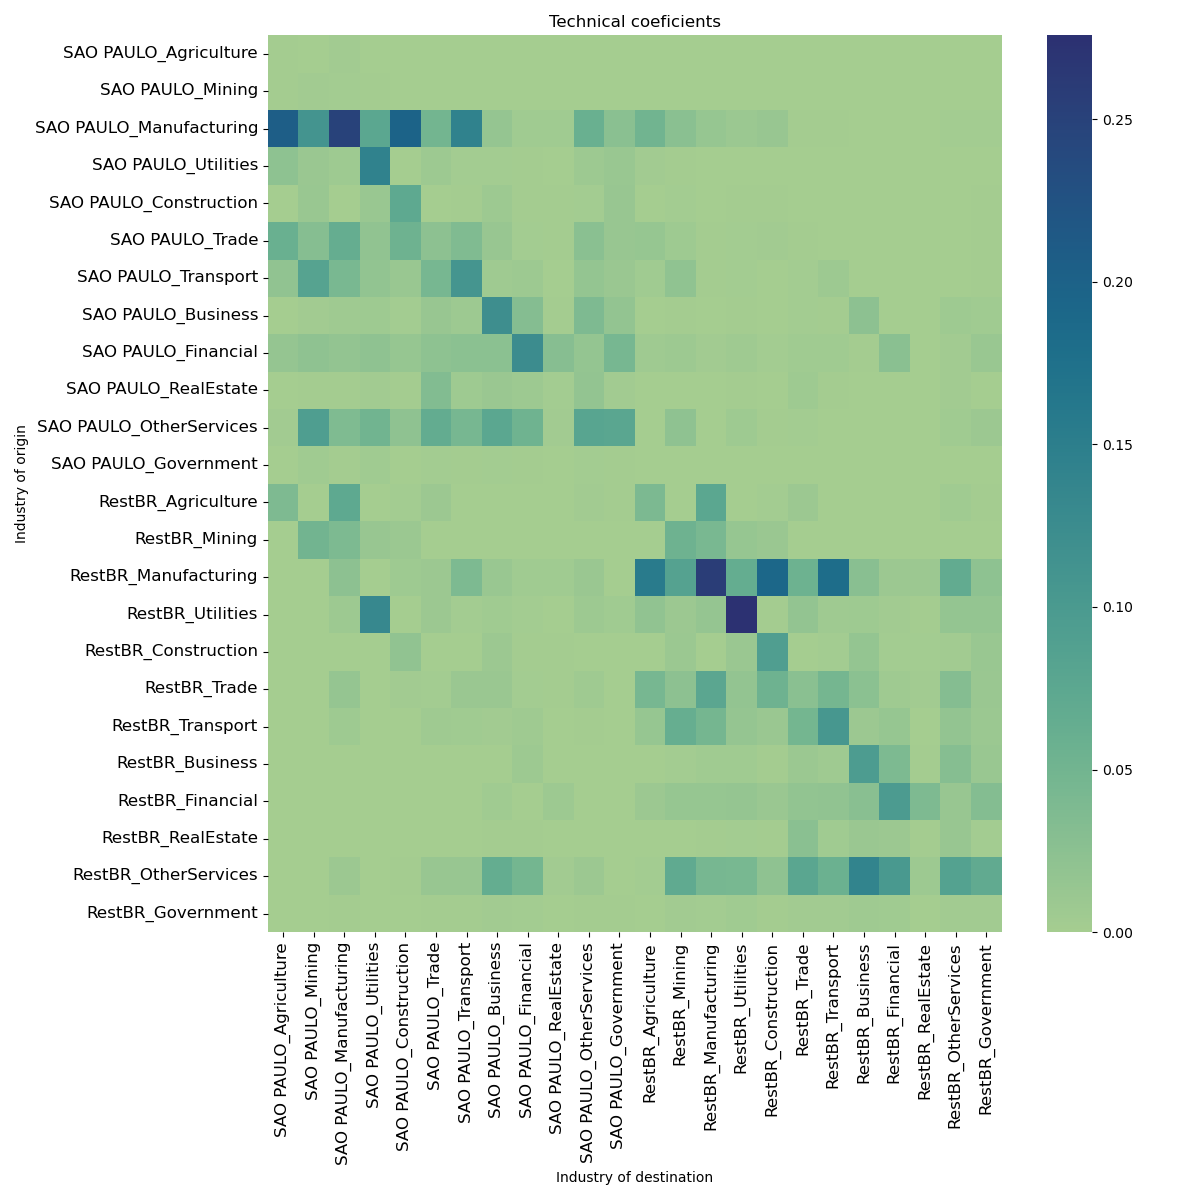 Technical coeficients
SAO PAULO_Agriculture
SAO PAULO_Mining
SAO PAULO_Manufacturing
SAO PAULO_Utilities
SAO PAULO_Construction
SAO PAULO_Trade
SAO PAULO_Transport
SAO PAULO_Business
SAO PAULO_Financial
SAO PAULO_RealEstate
SAO PAULO_OtherServices
SAO PAULO_Government
RestBR_Agriculture
RestBR_Mining
RestBR_Manufacturing
RestBR_Utilities
RestBR_Construction
RestBR_Trade
RestBR_Transport
RestBR_Business
RestBR_Financial
RestBR_RealEstate
RestBR_OtherServices
RestBR_Government
Industry of origin
SAO PAULO_Agriculture
SAO PAULO_Mining
SAO PAULO_Manufacturing
SAO PAULO_Utilities
SAO PAULO_Construction
SAO PAULO_Trade
SAO PAULO_Transport
SAO PAULO_Business
SAO PAULO_Financial
SAO PAULO_RealEstate
SAO PAULO_OtherServices
SAO PAULO_Government
RestBR_Agriculture
RestBR_Mining
RestBR_Manufacturing
RestBR_Utilities
RestBR_Construction
RestBR_Trade
RestBR_Transport
RestBR_Business
RestBR_Financial
RestBR_RealEstate
RestBR_OtherServices
RestBR_Government
Industry of destination
0.25
0.20
0.15
0.10
0.05
0.00